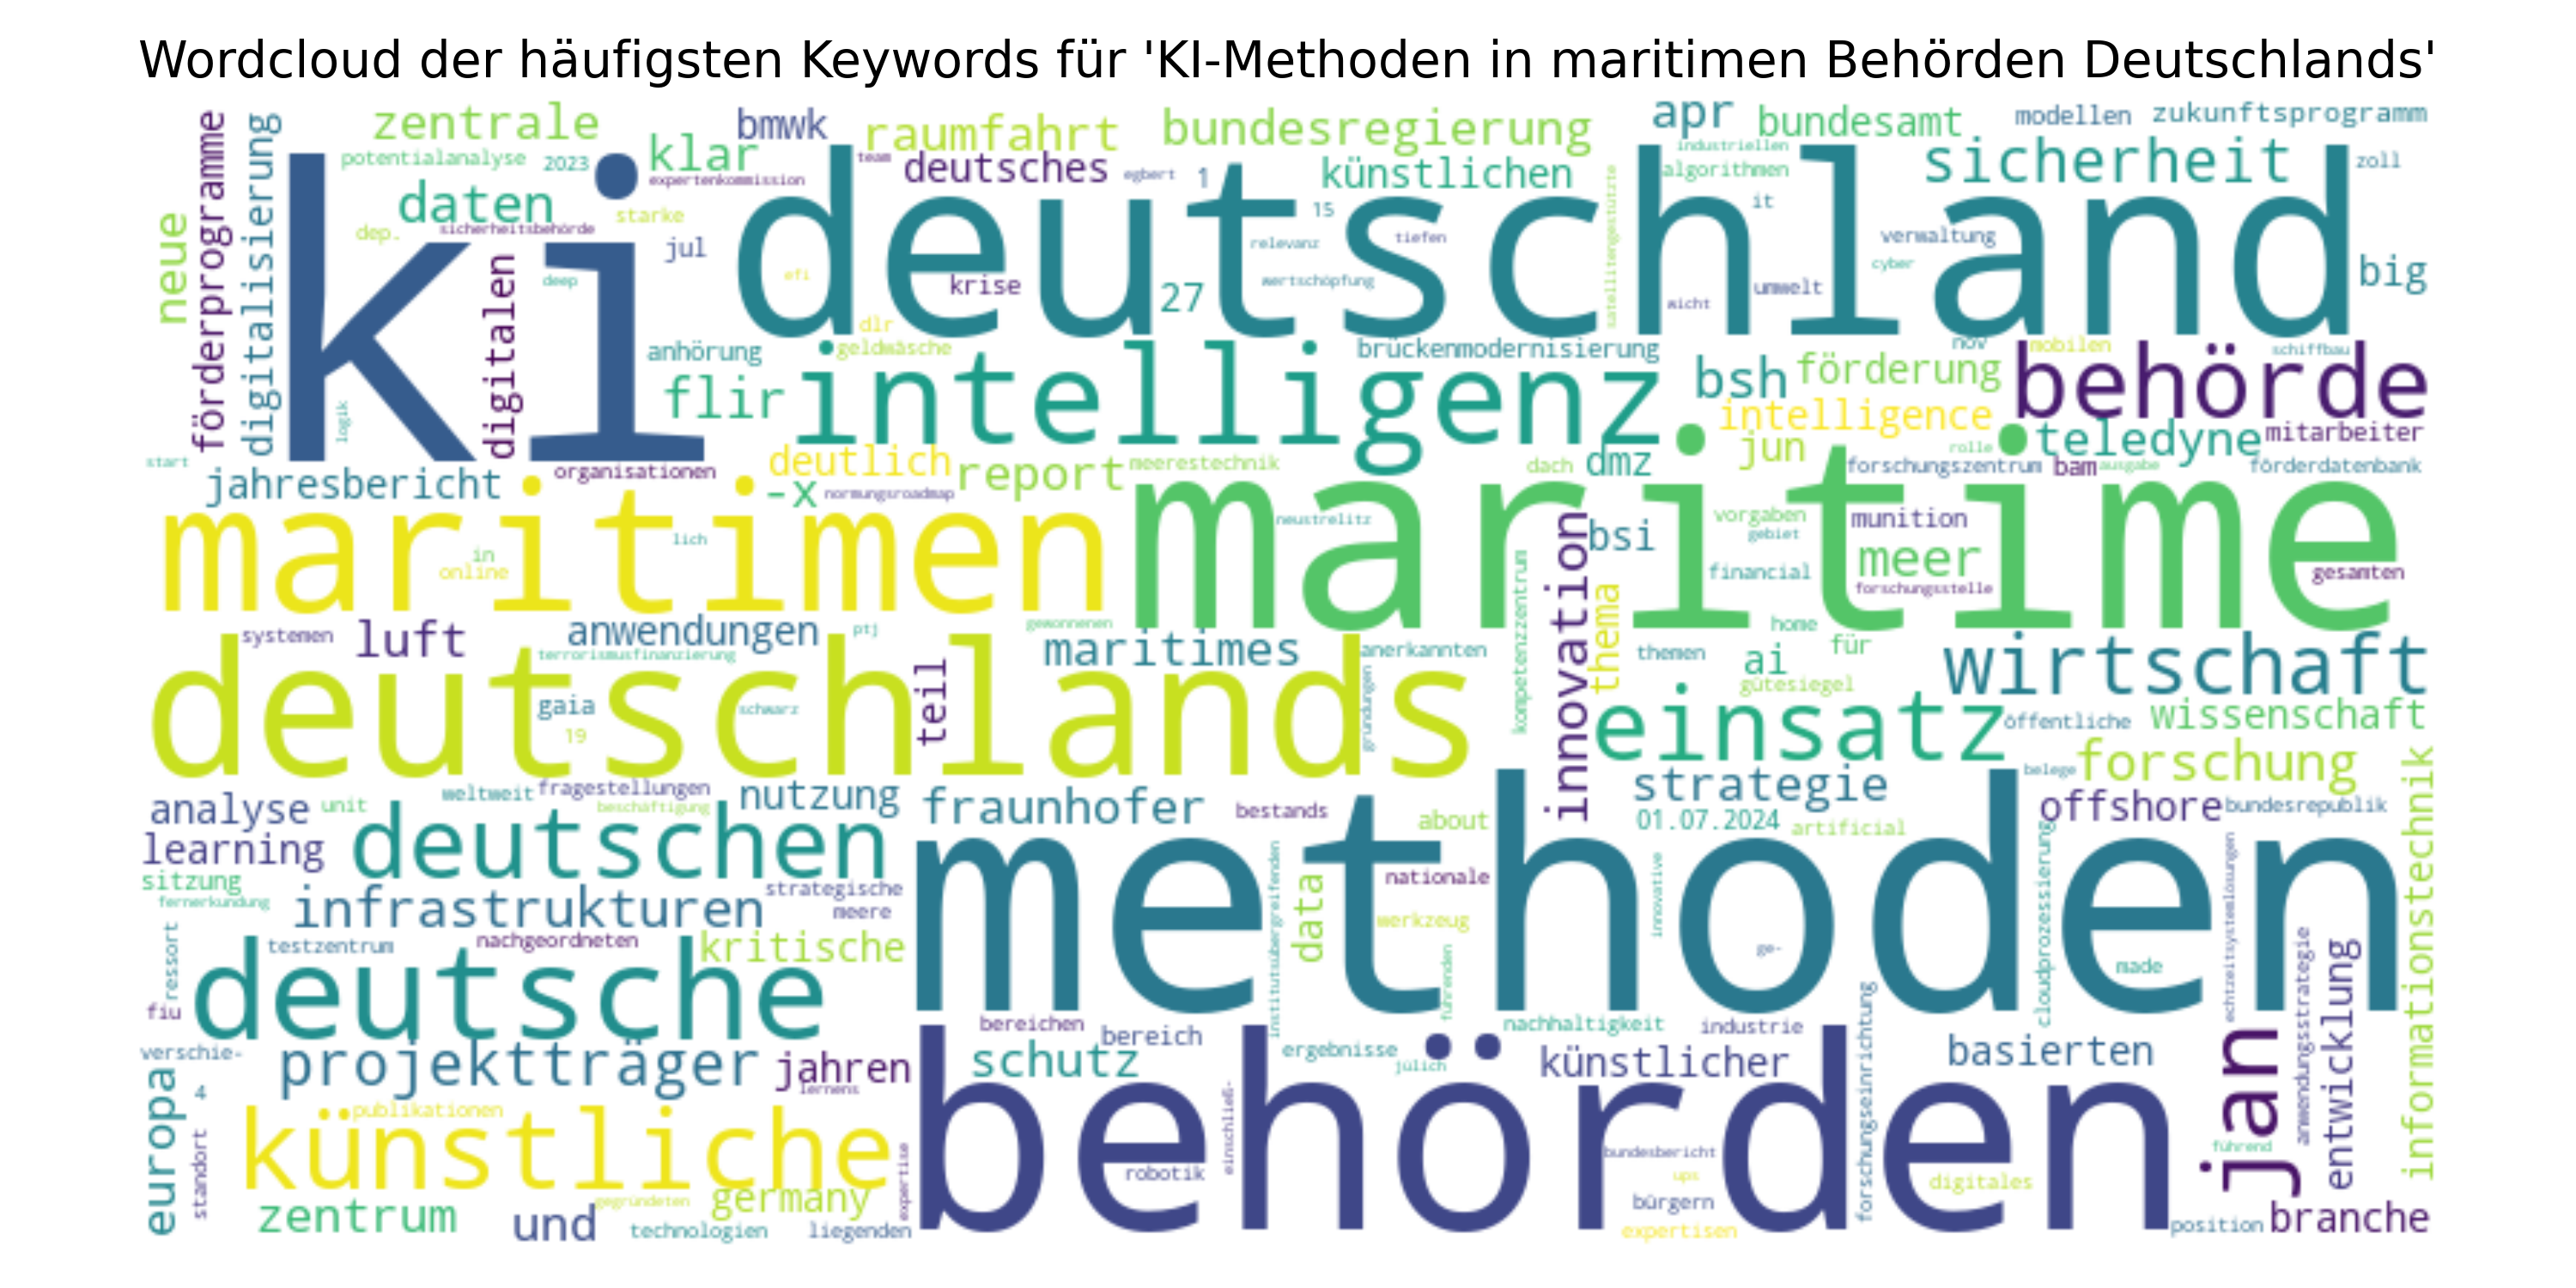 Wordcloud der häufigsten Keywords für 'KI-Methoden in maritimen Behörden Deutschlands'
zentrale
bmwk
raumfahrt
bundesregierung
apr
bundesamt
modellen
zukunftsprogramm
förderprogramme
digitalisierung
neue
potentialanalyse
2023
klar
expertenkommission
team
deutsches
egbert
1
künstlichen
industriellen
algorithmen
sicherheit
zoll
ki
daten
starke
dep.
sicherheitsbehörde
jul
deep
digitalen
logik
deutschland
efi
krise
15
relevanz
tiefen
wertschöpfung
27
satellitengestützte
it
verwaltung
cyber
umwelt
wicht
big
dlr
anhörung
geldwäsche
brückenmodernisierung
nov
mobilen
schiffbau
flir
intelligenz
bsh
förderung
behörde
intelligence
jun
rolle
teledyne
mitarbeiter
start
jahresbericht
organisationen
deutlich
-x
normungsroadmap
report
meerestechnik
dach
dmz
forschungszentrum
bam
ausgabe
förderdatenbank
maritimen
in
online
lich
maritime
neustrelitz
innovation
bsi
vorgaben
gebiet
munition
financial
meer
forschungsstelle
gesamten
kompetenzzentrum
thema
systemen
luft
anwendungen
ptj
gewonnenen
maritimes
anerkannten
themen
home
für
ai
gütesiegel
wirtschaft
terrorismusfinanzierung
deutschlands
gaia
19
schwarz
teil
gründungen
einsatz
öffentliche
wissenschaft
analyse
unit
weltweit
fragestellungen
beschäftigung
nutzung
fraunhofer
bestands
about
strategie
01.07.2024
artificial
belege
forschung
offshore
bundesrepublik
informationstechnik
learning
deutschen
sitzung
fernerkundung
infrastrukturen
strategische
meere
methoden
institutsübergreifenden
data
nationale
werkzeug
führenden
innovative
ge-
cloudprozessierung
made
echtzeitsystemlösungen
anwendungsstrategie
entwicklung
ressort
testzentrum
nachgeordneten
kritische
fiu
deutsche
verschie-
4
projektträger
jahren
lernens
bereichen
bereich
schutz
ergebnisse
jülich
nachhaltigkeit
industrie
künstlicher
forschungseinrichtung
basierten
jan
europa
standort
publikationen
künstliche
expertise
behörden
einschließ-
robotik
bundesbericht
ups
bürgern
expertisen
digitales
führend
zentrum
und
gegründeten
germany
technologien
liegenden
position
branche